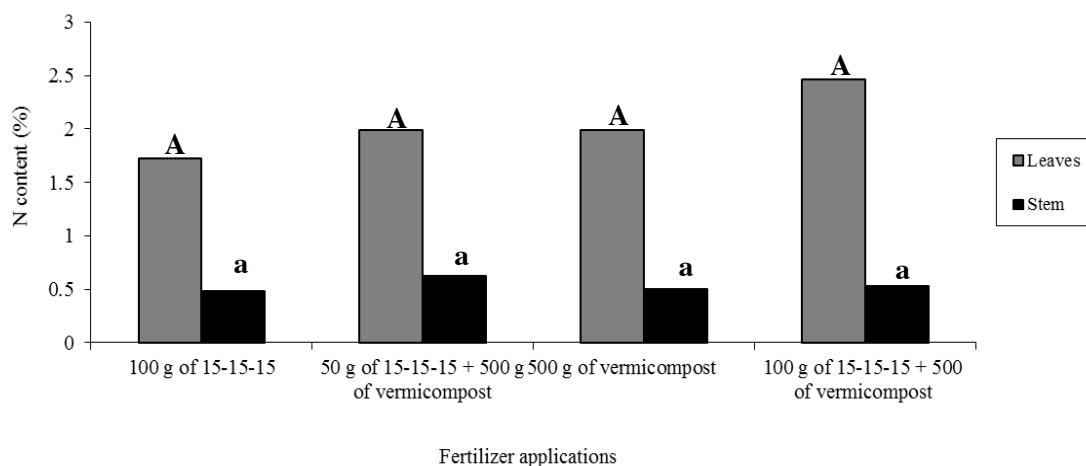 3
2.5
2
1.5
1
0.5
0
N content (%)
A
a
A
a
A
a
A
a
Leaves
Stem
100 g of 15-15-15
50 g of 15-15-15 + 500 g
of vermicompost
500 g of vermicompost
100 g of 15-15-15 + 500
of vermicompost
Fertilizer applications